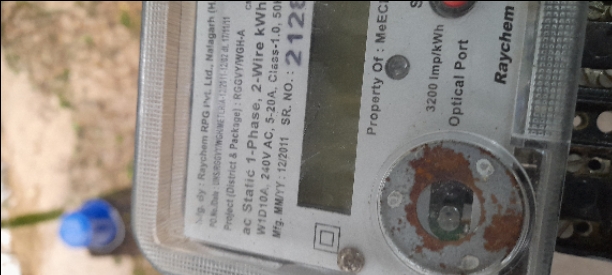 Mfg. by : Raychem RPG Pvt. Ltd., Nalagarh (H
Project (District & Package) : RGGVY/WGH-A
ac Static 1-Phase, 2-Wire kWh
W1D10A, 240V AC, 5-20A, Class-1.0, 50H
Mfg. MM/YY : 12/2011 SR. NO. : 2128
Property Of : MeEC
3200 imp/kWh
Optical Port
Raychem